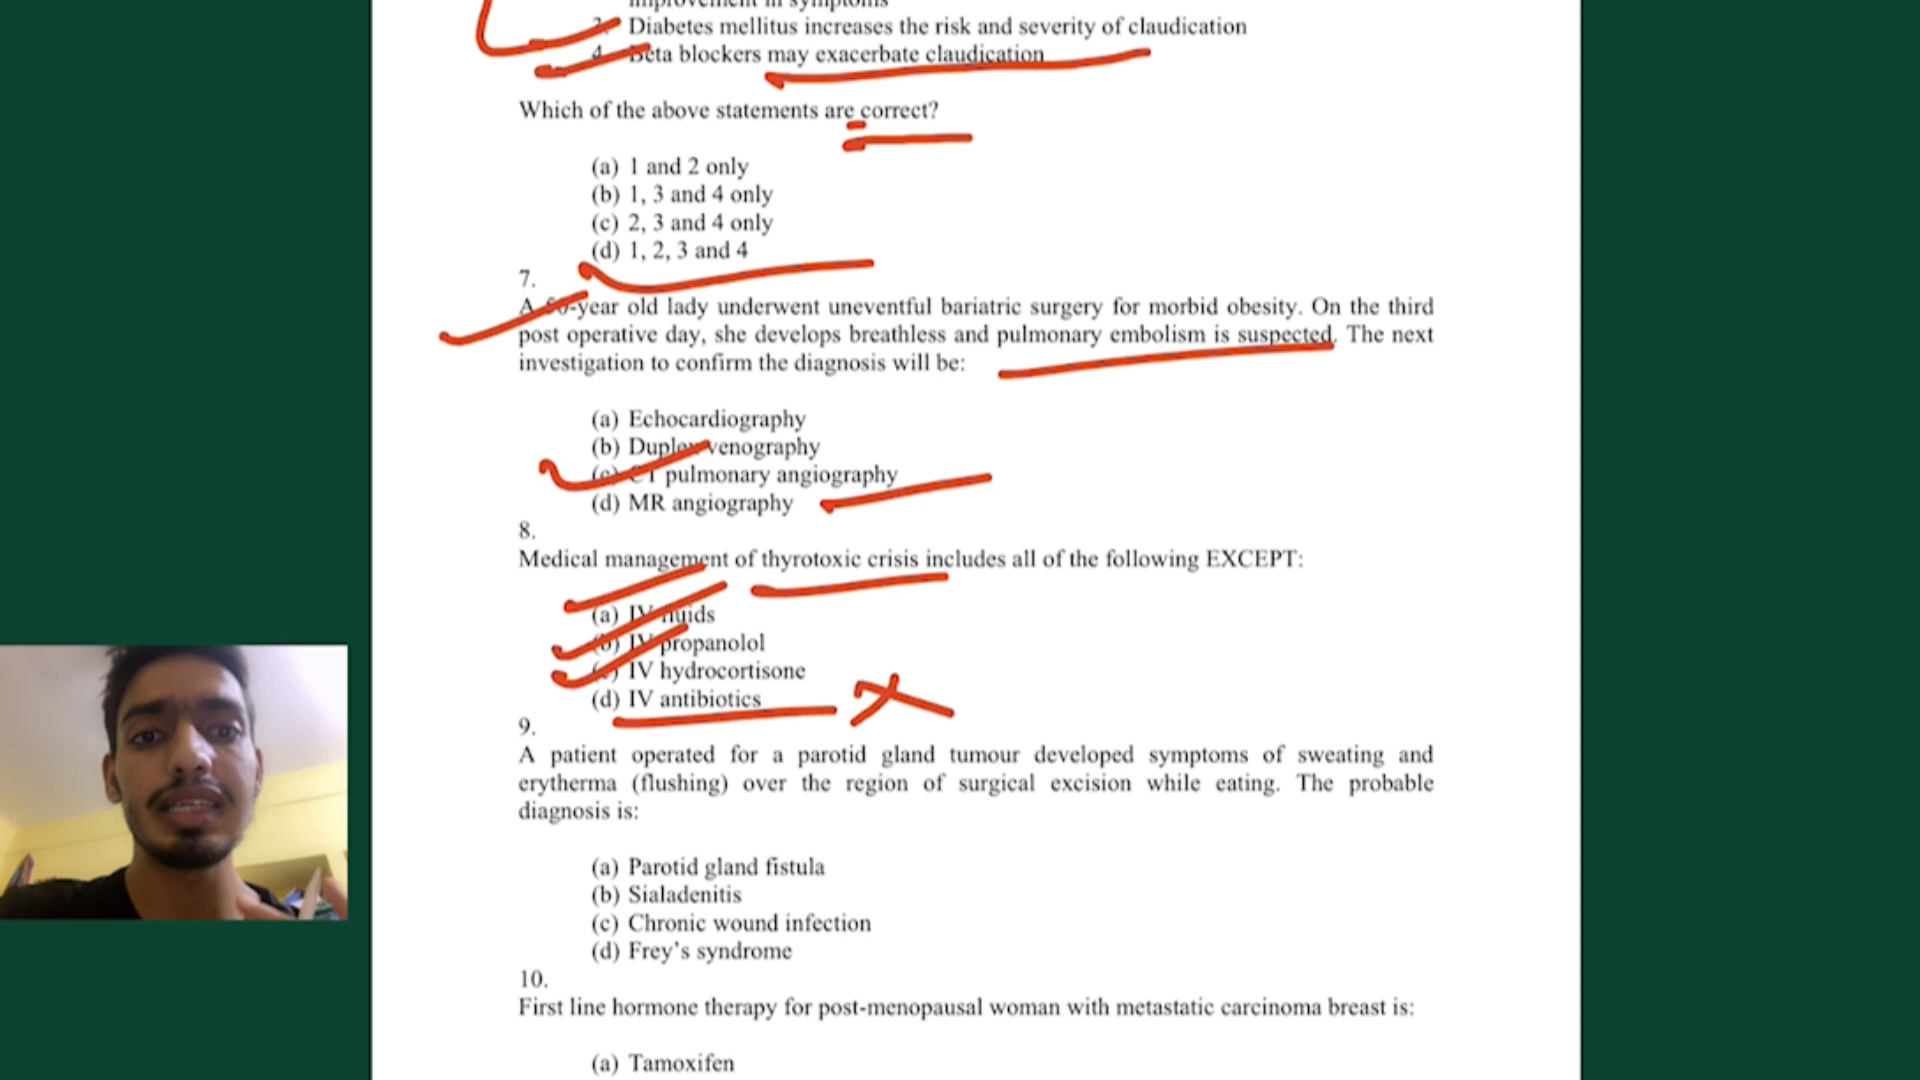 Diabetes mellitus increases the risk and severity of claudication
4. Beta blockers may exacerbate claudication
Which of the above statements are correct?
(a) 1 and 2 only
(b) 1, 3 and 4 only
(c) 2, 3 and 4 only
(d) 1, 2, 3 and 4
7.
A year old lady underwent uneventful bariatric surgery for morbid obesity. On the third
post operative day, she develops breathless and pulmonary embolism is suspected. The next
investigation to confirm the diagnosis will be:
(a) Echocardiography
(b) Duplex venography
(c) CT pulmonary angiography
(d) MR angiography
8.
Medical management of thyrotoxic crisis includes all of the following EXCEPT:
(a) IV fluids
(b) IV propanolol
(c) IV hydrocortisone
(d) IV antibiotics
9.
A patient operated for a parotid gland tumour developed symptoms of sweating and
erytherma (flushing) over the region of surgical excision while eating. The probable
diagnosis is:
(a) Parotid gland fistula
(b) Sialadenitis
(c) Chronic wound infection
(d) Frey's syndrome
10.
First line hormone therapy for post-menopausal woman with metastatic carcinoma breast is:
(a) Tamoxifen